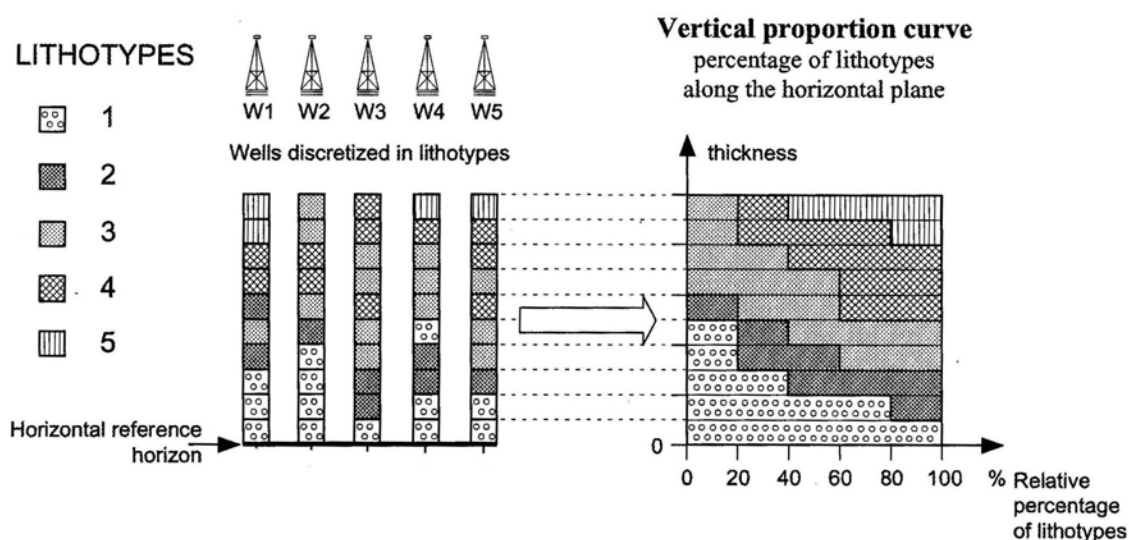 LITHOTYPES
1
2
3
4
5
W1 W2 W3 W4 W5
Wells discretized in lithotypes
Horizontal reference
horizon
Vertical proportion curve
percentage of lithotypes
along the horizontal plane
thickness
0
0 20 40 60 80 100 % Relative
percentage
of lithotypes